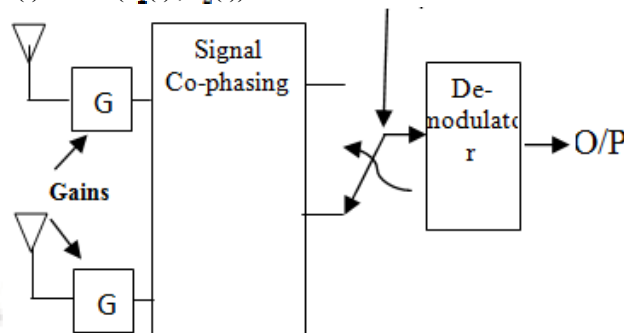 Signal
Co-phasing
G
De-
modulato
r
O/P
Gains
G